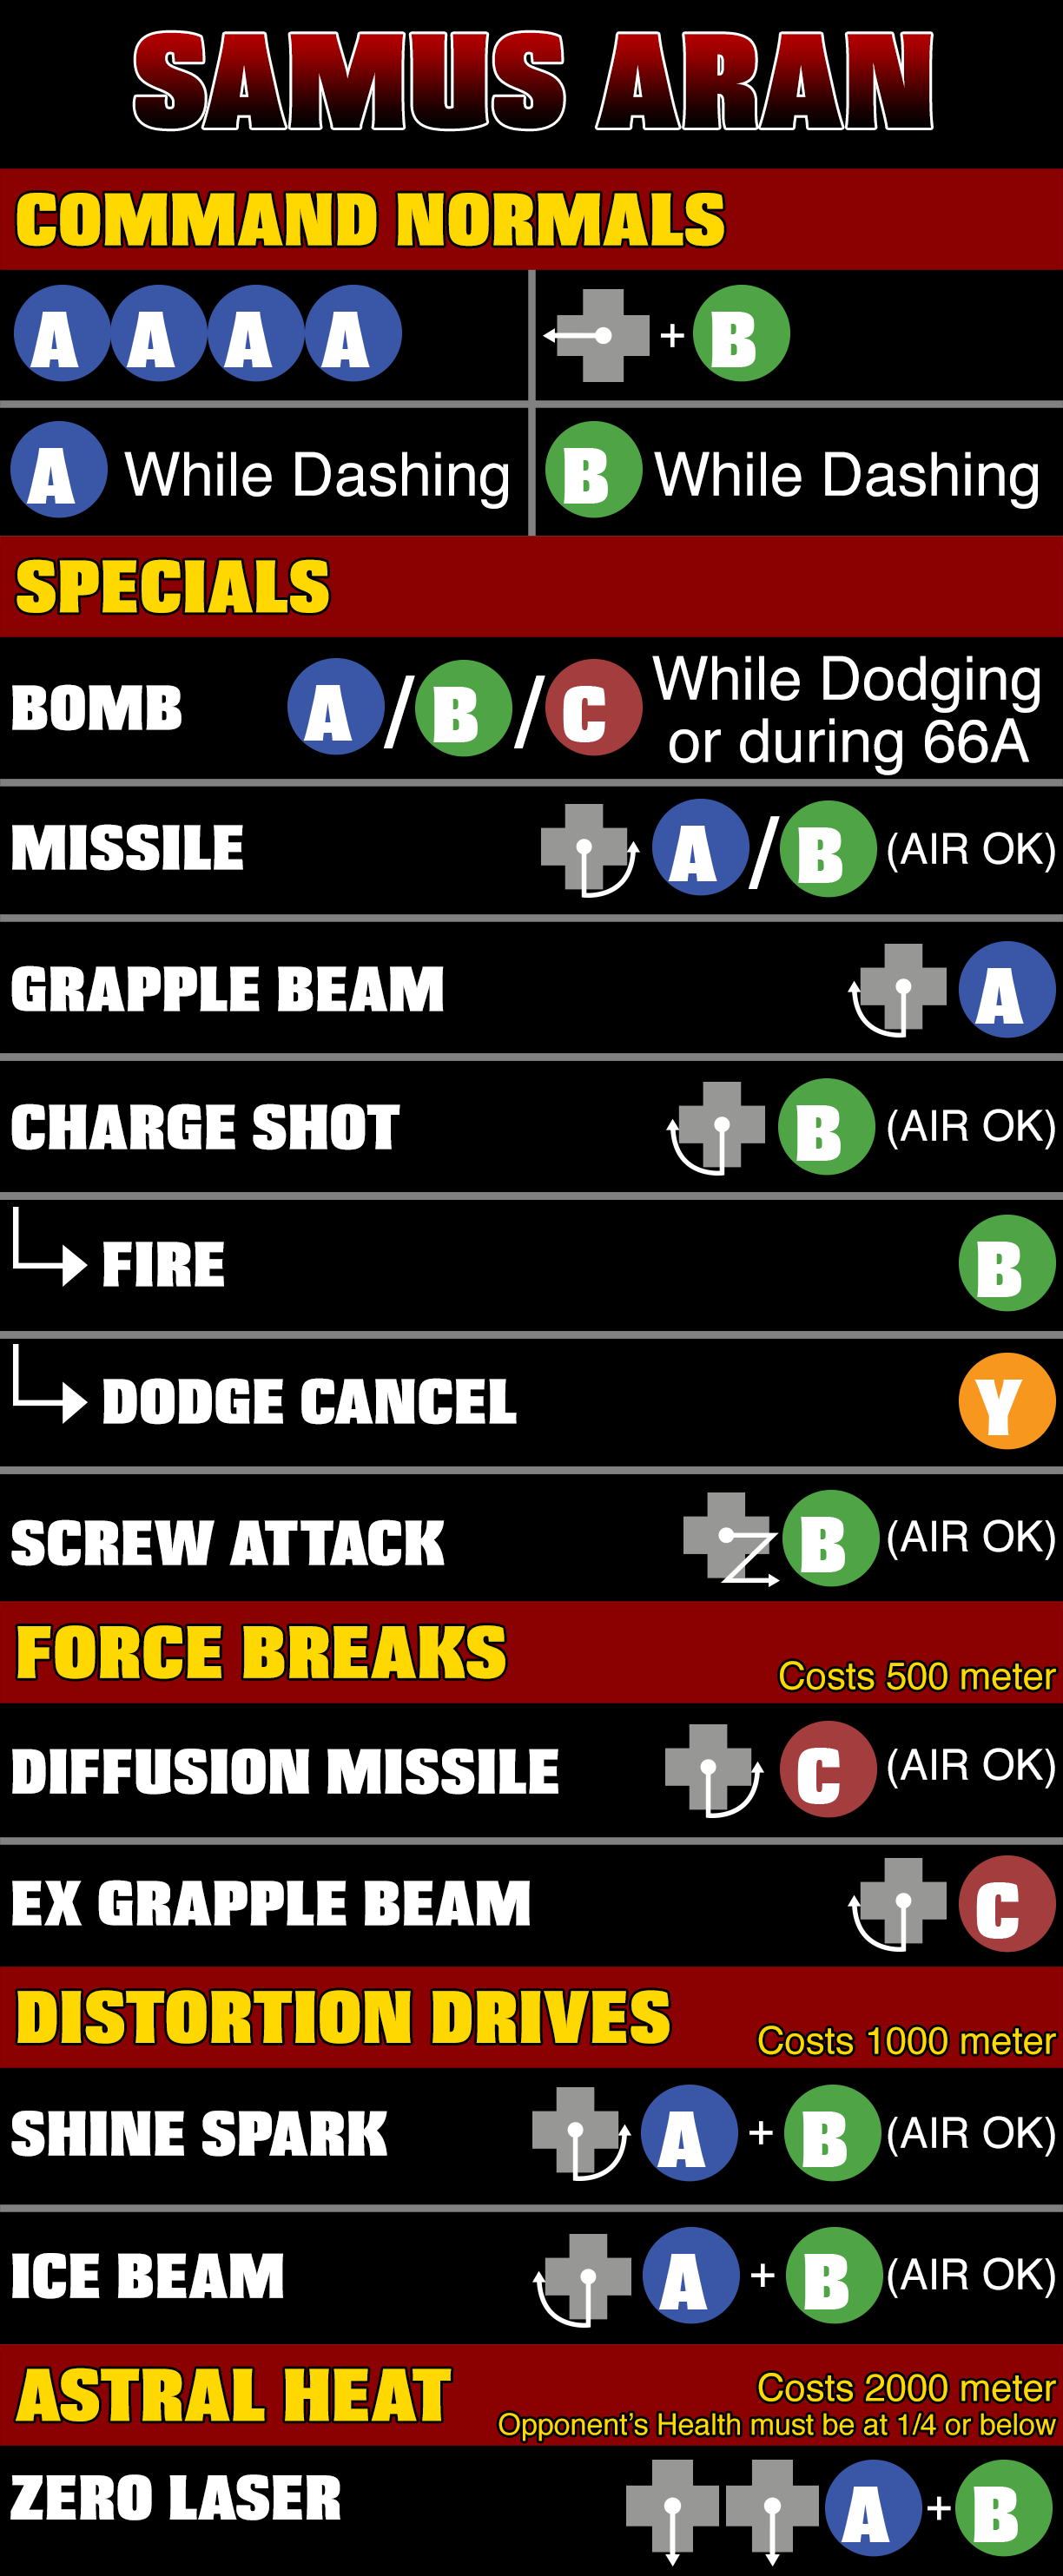 SAMUS ARAN
COMMAND NORMALS
A A A A
+ B
A While Dashing
B While Dashing
SPECIALS
BOMB A / B / C While Dodging
or during 66A
MISSILE A / B (AIR OK)
GRAPPLE BEAM A
CHARGE SHOT B (AIR OK)
FIRE B
DODGE CANCEL Y
SCREW ATTACK B (AIR OK)
FORCE BREAKS Costs 500 meter
DIFFUSION MISSILE C (AIR OK)
EX GRAPPLE BEAM C
DISTORTION DRIVES Costs 1000 meter
SHINE SPARK A + B (AIR OK)
ICE BEAM A + B (AIR OK)
ASTRAL HEAT Costs 2000 meter
Opponent's Health must be at 1/4 or below
ZERO LASER A + B